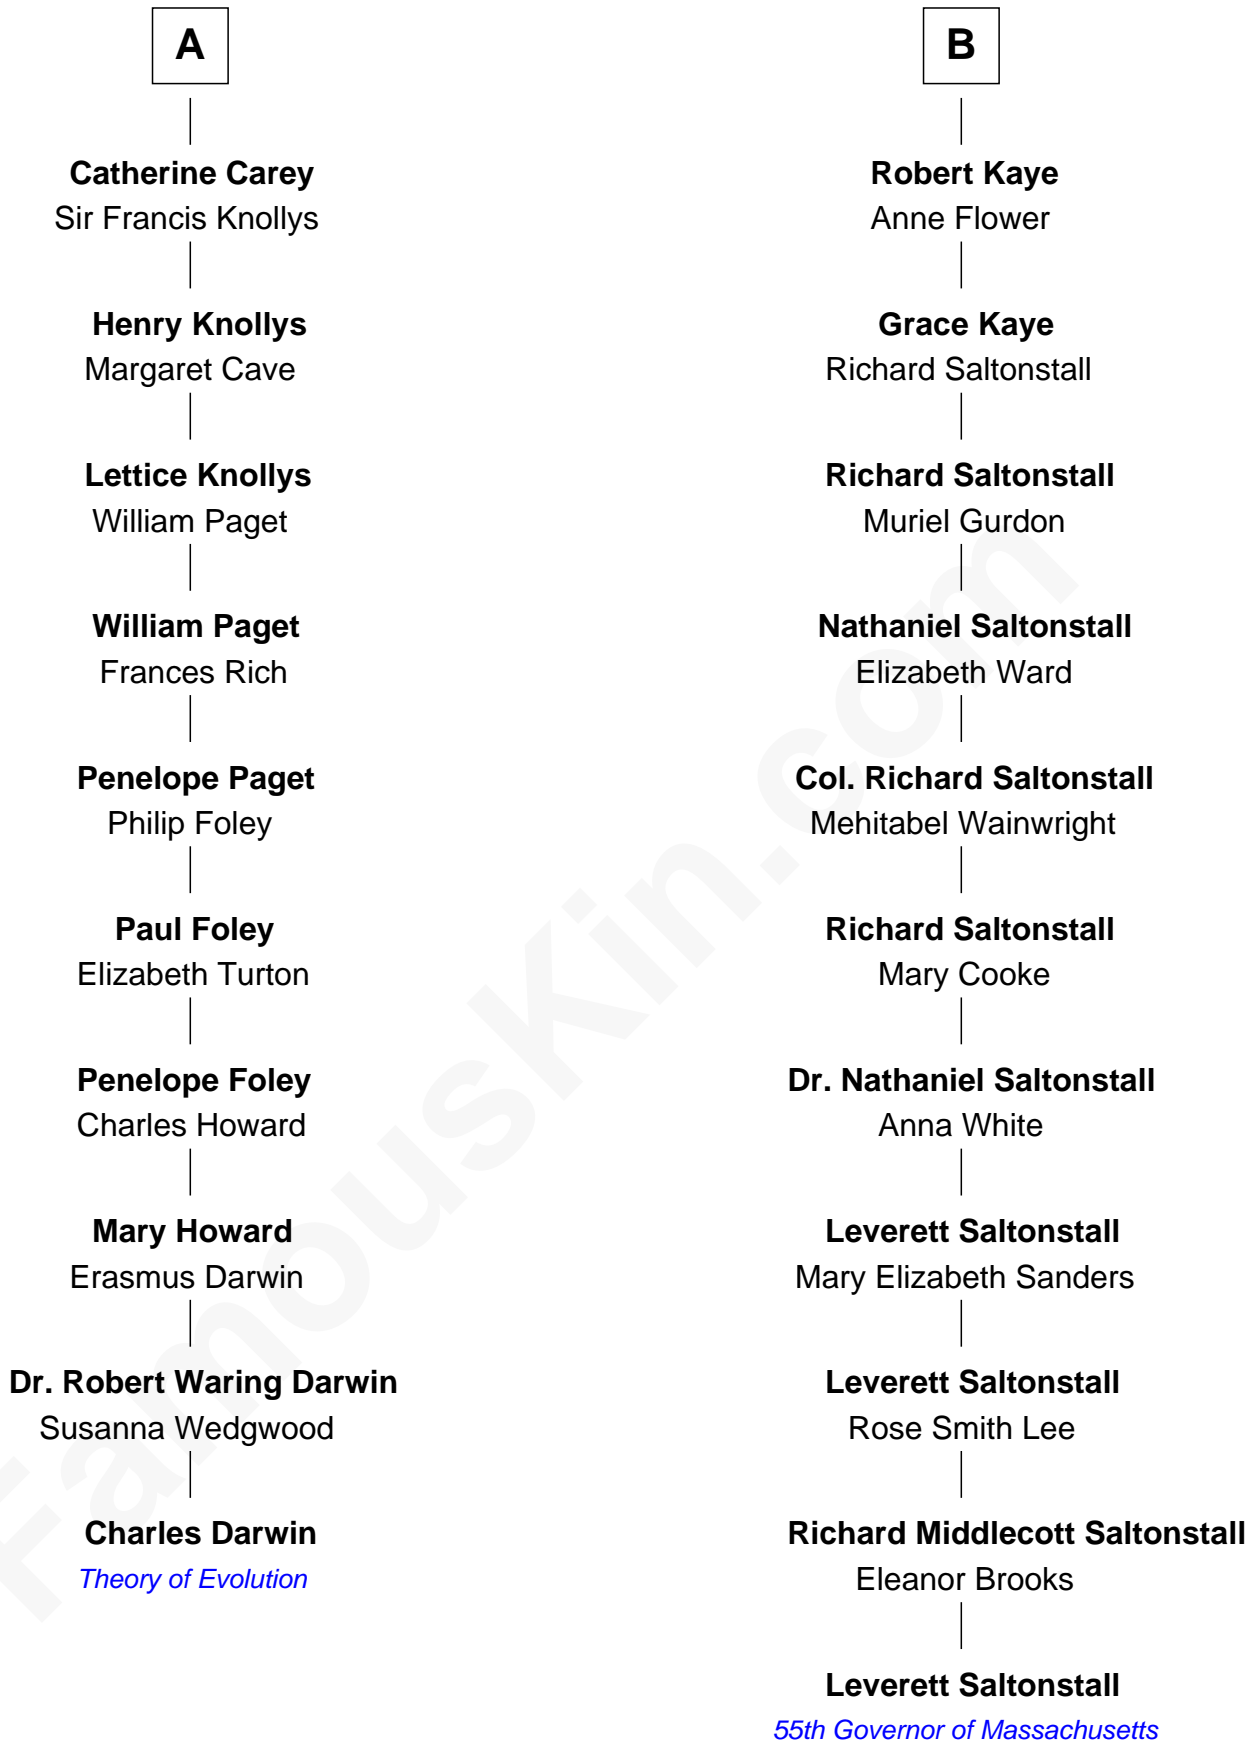 A
Catherine Carey
Sir Francis Knollys
Henry Knollys
Margaret Cave
Lettice Knollys
William Paget
William Paget
Frances Rich
Penelope Paget
Philip Foley
Paul Foley
Elizabeth Turton
Penelope Foley
Charles Howard
Mary Howard
Erasmus Darwin
Dr. Robert Waring Darwin
Susanna Wedgwood
Charles Darwin
Theory of Evolution
B
Robert Kaye
Anne Flower
Grace Kaye
Richard Saltonstall
Richard Saltonstall
Muriel Gurdon
Nathaniel Saltonstall
Elizabeth Ward
Col. Richard Saltonstall
Mehitabel Wainwright
Richard Saltonstall
Mary Cooke
Dr. Nathaniel Saltonstall
Anna White
Leverett Saltonstall
Mary Elizabeth Sanders
Leverett Saltonstall
Rose Smith Lee
Richard Middlecott Saltonstall
Eleanor Brooks
Leverett Saltonstall
55th Governor of Massachusetts
FamousKin.com